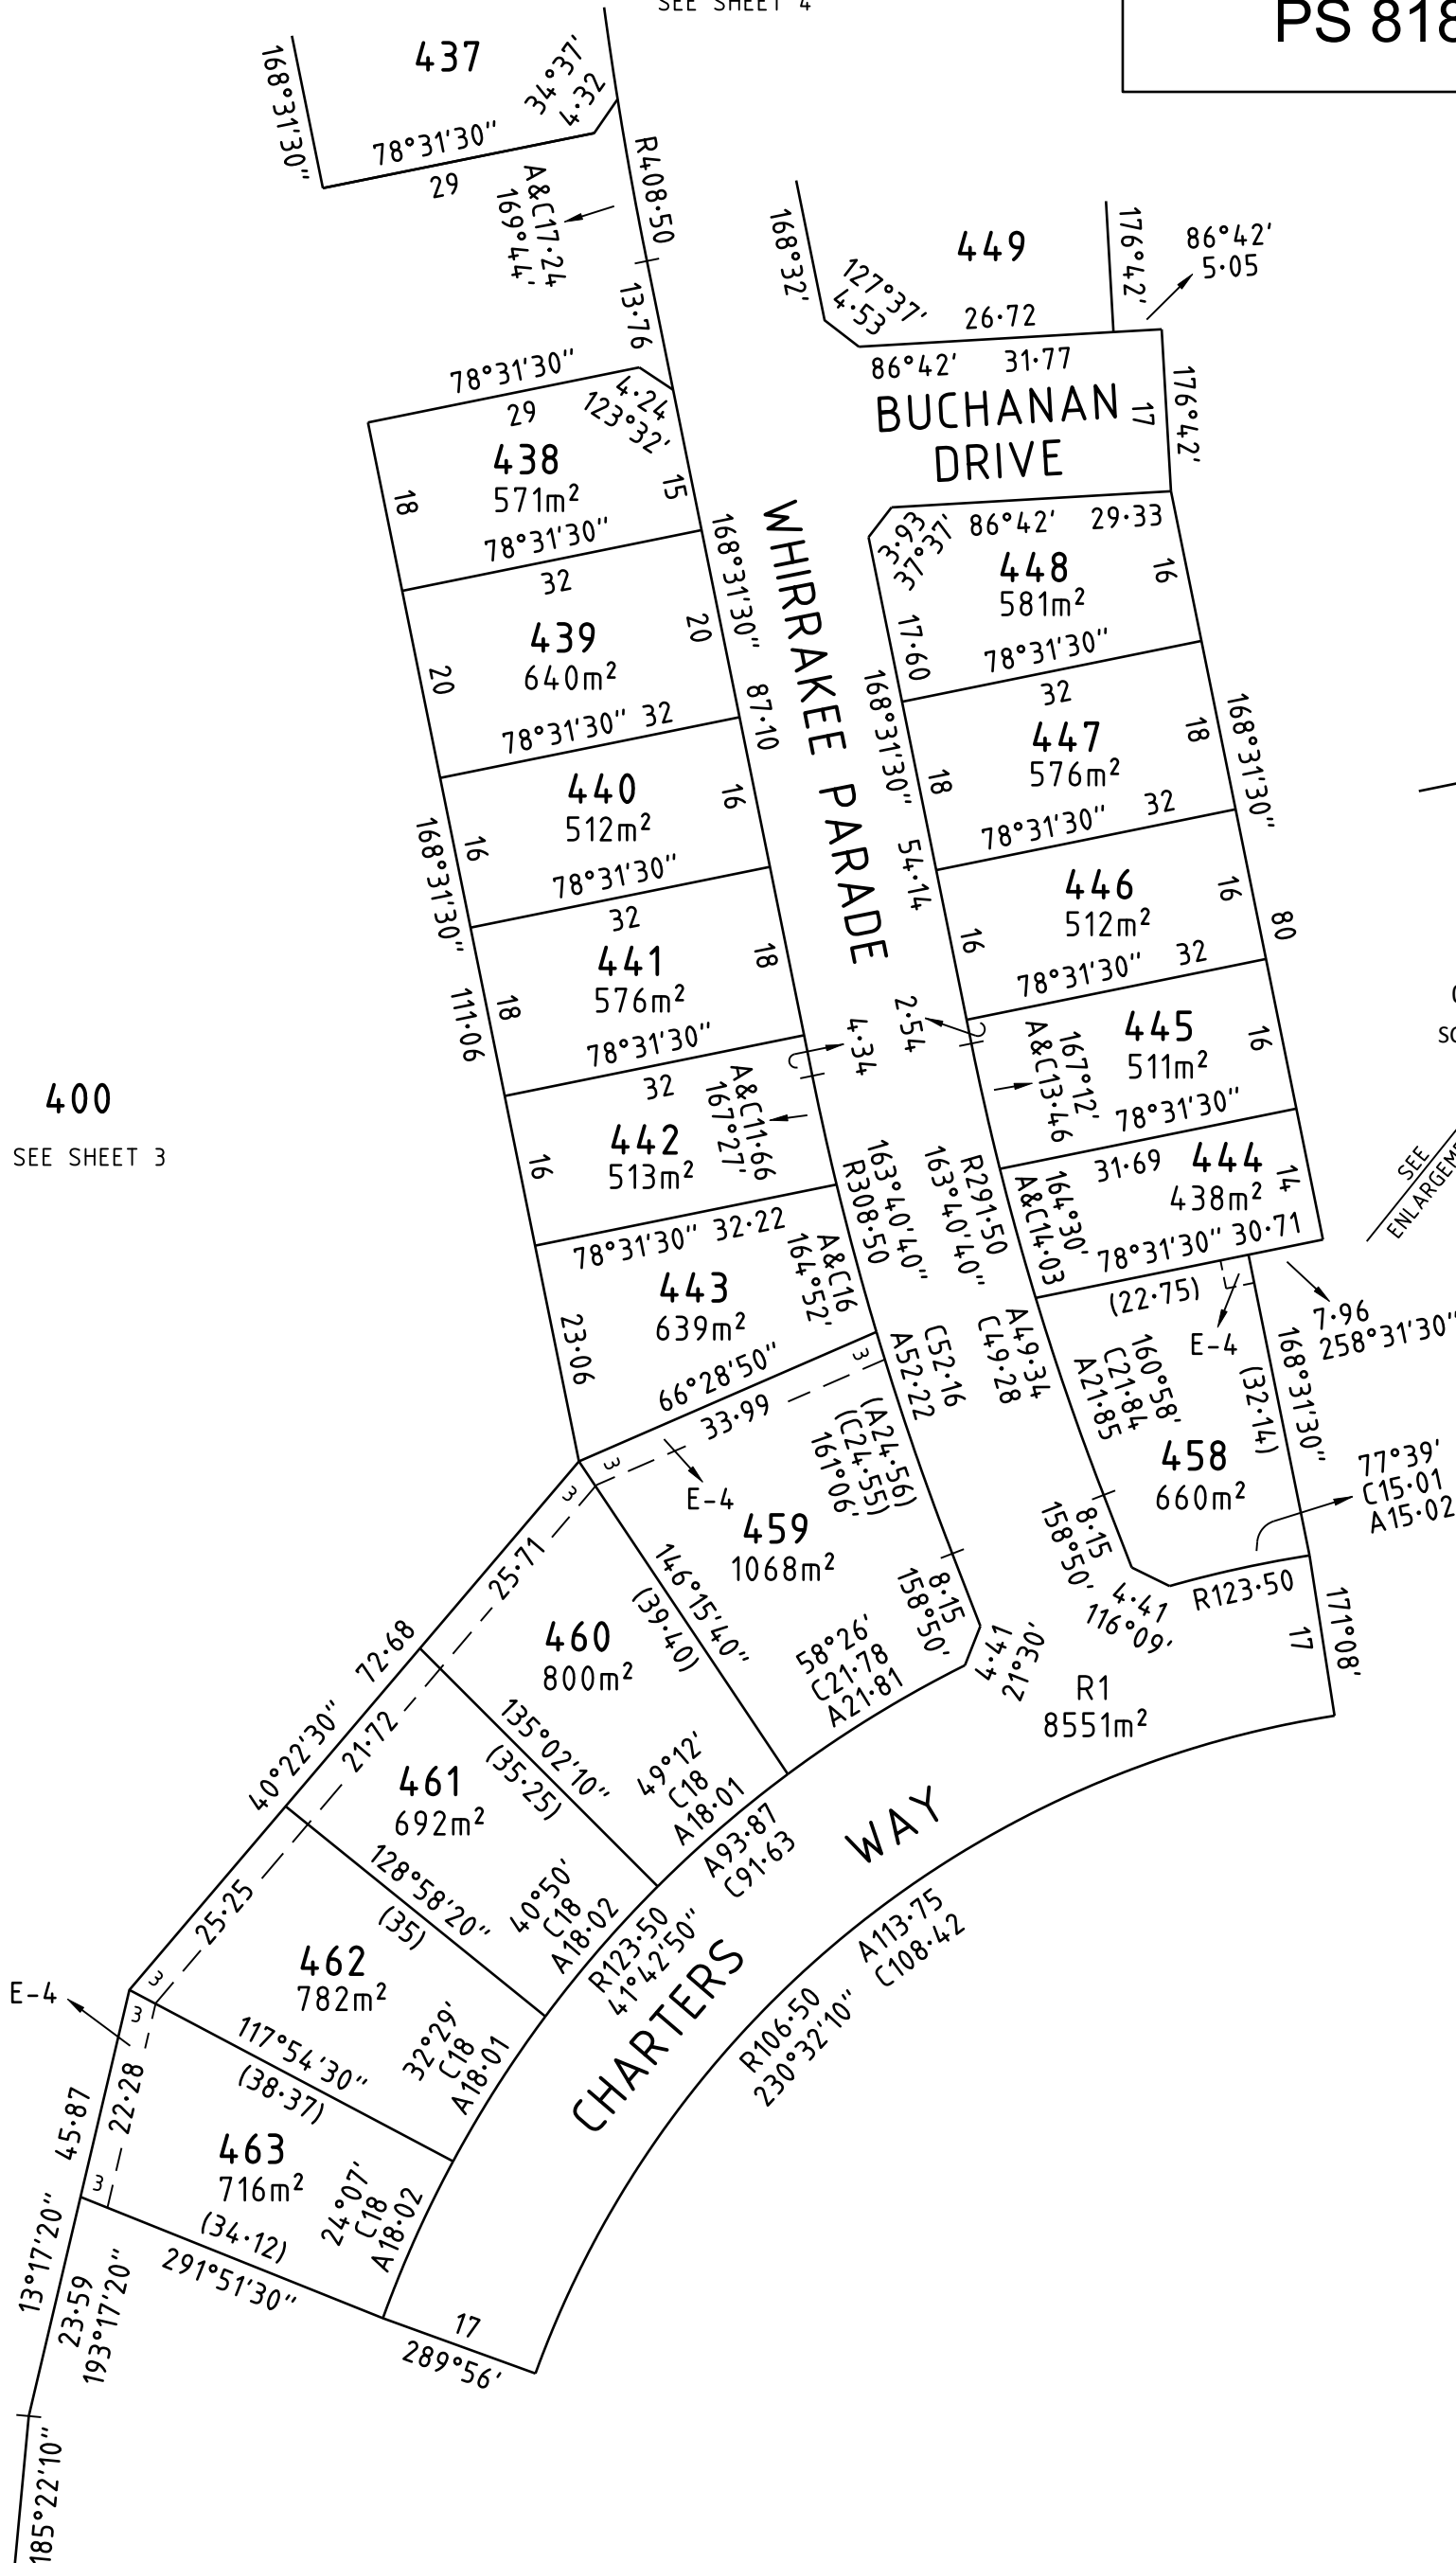 SEE SHEET 4
PS 818
437
168°31'30"
34°37'
4·32
78°31'30"
29
R408·50
A&C17·24
169°44'
13·76
168°32'
449
127°37'
4·53
26·72
176°42'
86°42'
5·05
86°42' 31·77
BUCHANAN
DRIVE
17
176°42'
78°31'30"
29
4·24
123°32'
438
571m²
18
15
78°31'30"
32
168°31'30"
87·10
WHIRRAKEE PARADE
3·93
37°37'
86°42' 29·33
448
581m²
16
17·60
78°31'30"
32
439
640m²
20
20
78°31'30" 32
168°31'30"
54·14
447
576m²
18
18
168°31'30"
80
78°31'30" 32
440
512m²
16
16
78°31'30"
32
446
512m²
16
16
78°31'30" 32
168°31'30"
111·06
441
576m²
18
18
78°31'30"
32
4·34
2·54
445
511m²
16
A&C13·46
167°12'
78°31'30"
400
SEE SHEET 3
442
513m²
16
A&C11·66
167°27'
78°31'30" 32·22
R308·50
163°40'40"
R291·50
163°40'40"
31·69
444
438m²
14
A&C14·03
164°30'
78°31'30" 30·71
SEE
ENLARGEME
443
639m²
A&C16
164°52'
23·06
66°28'50"
33·99
3
3
3
A52·22
C52·16
A49·34
C49·28
(22·75)
E-4
7·96
258°31'30"
160°58'
C21·84
A21·85
(32·14)
168°31'30"
458
660m²
77°39'
C15·01
A15·02
8·15
158°50'
4·41
116°09'
R123·50
171°08'
17
E-4
(A24·56)
(C24·55)
161°06'
459
1068m²
8·15
158°50'
4·41
21°30'
146°15'40"
(39·40)
58°26'
C21·78
A21·81
R1
8551m²
25·71
460
800m²
72·68
40°22'30"
135°02'10"
(35·25)
49°12'
C18
A18·01
21·72
461
692m²
A93·87
C91·63
R123·50
41°42'50"
CHARTERS WAY
A113·75
C108·42
R106·50
230°32'10"
128°58'20"
(35)
40°50'
C18
A18·02
25·25
462
782m²
32°29'
C18
A18·01
3
3
E-4
117°54'30"
(38·37)
45·87
13°17'20"
22·28
3
463
716m²
24°07'
C18
A18·02
(34·12)
291°51'30"
23·59
193°17'20"
17
289°56'
185°22'10"